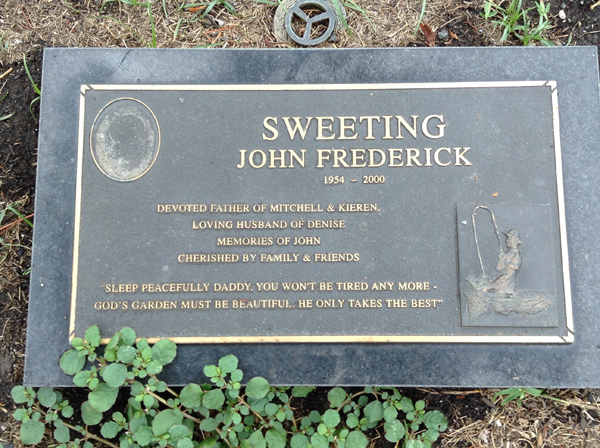 SWEETING
JOHN FREDERICK
1954 - 2000
DEVOTED FATHER OF MITCHELL & KIEREN,
LOVING HUSBAND OF DENISE
MEMORIES OF JOHN
CHERISHED BY FAMILY & FRIENDS
"SLEEP PEACEFULLY DADDY, YOU WON'T BE TIRED ANY MORE -
GOD'S GARDEN MUST BE BEAUTIFUL, HE ONLY TAKES THE BEST"